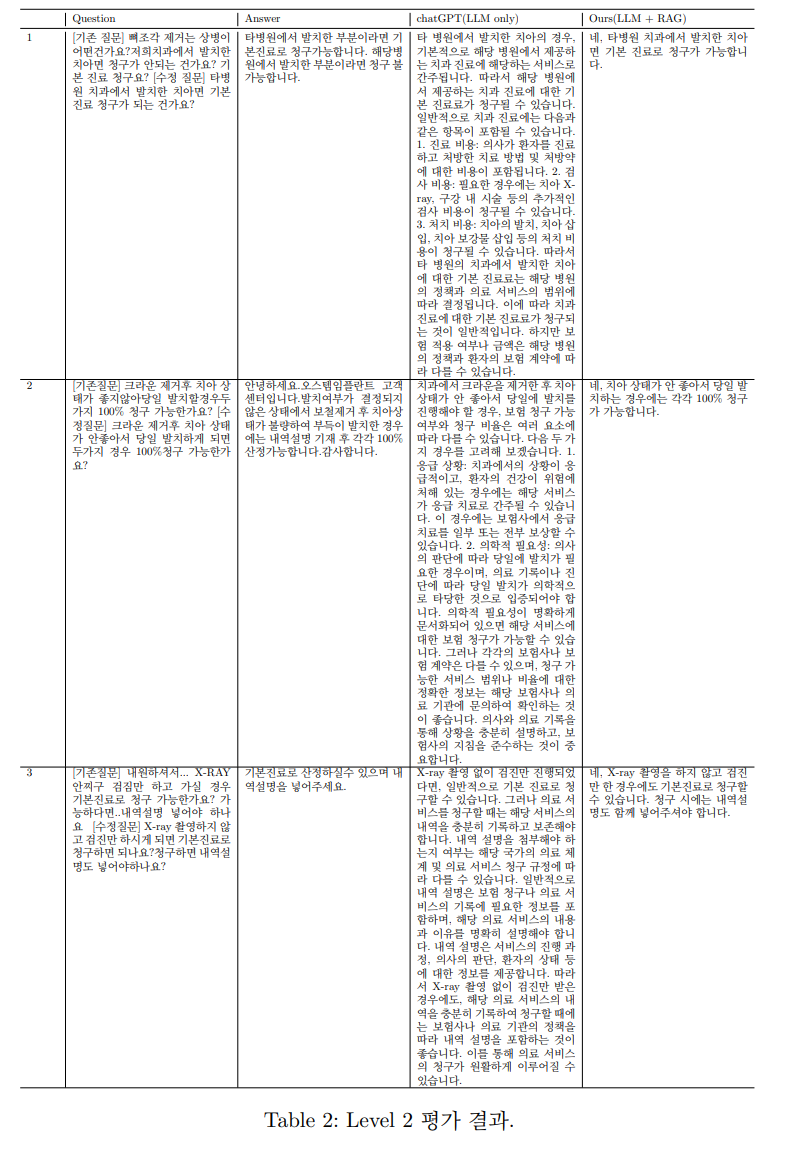 Question
Answer
chatGPT(LLM only)
Ours(LLM + RAG)
1
[기존 질문] 뼈조각 제거는 상병이
어떤건가요?저희치과에서 발치한
치아면 청구가 안되는 건가요? 기
본 진료 청구요? [수정 질문] 타병
원 치과에서 발치한 치아면 기본
진료 청구가 되는 건가요?
타병원에서 발치한 부분이라면 기
본진료로 청구가능합니다. 해당병
원에서 발치한 부분이라면 청구 불
가능합니다.
타 병원에서 발치한 치아의 경우,
기본적으로 해당 병원에서 제공하
는 치과 진료에 해당하는 서비스로
간주됩니다. 따라서 해당 병원에
서 제공하는 치과 진료에 대한 기
본 진료료가 청구될 수 있습니다.
일반적으로 치과 진료에는 다음과
같은 항목이 포함될 수 있습니다.
1. 진료 비용: 의사가 환자를 진료
하고 처방한 치료 방법 및 처방약
에 대한 비용이 포함됩니다. 2. 검
사 비용: 필요한 경우에는 치아 X-
ray, 구강 내 시술 등의 추가적인
검사 비용이 청구될 수 있습니다.
3. 처치 비용: 치아의 발치, 치아 삽
입, 치아 보강물 삽입 등의 처치 비
용이 청구될 수 있습니다. 따라서
타 병원의 치과에서 발치한 치아
에 대한 기본 진료료는 해당 병원
의 정책과 의료 서비스의 범위에
따라 결정됩니다. 이에 따라 치과
진료에 대한 기본 진료료가 청구되
는 것이 일반적입니다. 하지만 보
험 적용 여부나 금액은 해당 병원
의 정책과 환자의 보험 계약에 따
라 다를 수 있습니다.
네, 타병원 치과에서 발치한 치아
면 기본 진료로 청구가 가능합니
다.
2
[기존질문] 크라운 제거후 치아 상
태가 좋지않아당일 발치할경우두
가지 100% 청구 가능한가요? [수
정질문] 크라운 제거후 치아 상태
가 안좋아서 당일 발치하게 되면
두가지 경우 100%청구 가능한가
요?
안녕하세요.오스템임플란트 고객
센터입니다.발치여부가 결정되지
않은 상태에서 보철제거 후 치아상
태가 불량하여 부득이 발치한 경우
에는 내역설명 기재 후 각각 100%
산정가능합니다.감사합니다.
치과에서 크라운을 제거한 후 치아
상태가 안 좋아서 당일에 발치를
진행해야 할 경우, 보험 청구 가능
여부와 청구 비율은 여러 요소에
따라 다를 수 있습니다. 다음 두 가
지 경우를 고려해 보겠습니다. 1.
응급 상황: 치과에서의 상황이 응
급적이고, 환자의 건강이 위험에
처해 있는 경우에는 해당 서비스
가 응급 치료로 간주될 수 있습니
다. 이 경우에는 보험사에서 응급
치료를 일부 또는 전부 보상할 수
있습니다. 2. 의학적 필요성: 의사
의 판단에 따라 당일에 발치가 필
요한 경우이며, 의료 기록이나 진
단에 따라 당일 발치가 의학적으
로 타당한 것으로 입증되어야 합
니다. 의학적 필요성이 명확하게
문서화되어 있으면 해당 서비스에
대한 보험 청구가 가능할 수 있습
니다. 그러나 각각의 보험사나 보
험 계약은 다를 수 있으며, 청구 가
능한 서비스 범위나 비율에 대한
정확한 정보는 해당 보험사나 의
료 기관에 문의하여 확인하는 것
이 좋습니다. 의사와 의료 기록을
통해 상황을 충분히 설명하고, 보
험사의 지침을 준수하는 것이 중
요합니다.
네, 치아 상태가 안 좋아서 당일 발
치하는 경우에는 각각 100% 청구
가 가능합니다.
3
[기존질문] 내원하셔서... X-RAY
안찍구 검짐만 하고 가실 경우
기본진료로 청구 가능한가요? 가
능하다면..내역설명 넣어야 하나
요 [수정질문] X-ray 촬영하지 않
고 검진만 하시게 되면 기본진료로
청구하면 되나요?청구하면 내역설
명도 넣어야하나요?
기본진료로 산정하실수 있으며 내
역설명을 넣어주세요.
X-ray 촬영 없이 검진만 진행되었
다면, 일반적으로 기본 진료로 청
구할 수 있습니다. 그러나 의료 서
비스를 청구할 때는 해당 서비스의
내역을 충분히 기록하고 보존해야
합니다. 내역 설명을 첨부해야 하
는지 여부는 해당 국가의 의료 체
계 및 의료 서비스 청구 규정에 따
라 다를 수 있습니다. 일반적으로
내역 설명은 보험 청구나 의료 서
비스의 기록에 필요한 정보를 포
함하며, 해당 의료 서비스의 내용
과 이유를 명확히 설명해야 합니
다. 내역 설명은 서비스의 진행 과
정, 의사의 판단, 환자의 상태 등
에 대한 정보를 제공합니다. 따라
서 X-ray 촬영 없이 검진만 받은
경우에도, 해당 의료 서비스의 내
역을 충분히 기록하여 청구할 때에
는 보험사나 의료 기관의 정책을
따라 내역 설명을 포함하는 것이
좋습니다. 이를 통해 의료 서비스
의 청구가 원활하게 이루어질 수
있습니다.
네, X-ray 촬영을 하지 않고 검진
만 한 경우에도 기본진료로 청구할
수 있습니다. 청구 시에는 내역설
명도 함께 넣어주셔야 합니다.
Table 2: Level 2 평가 결과.